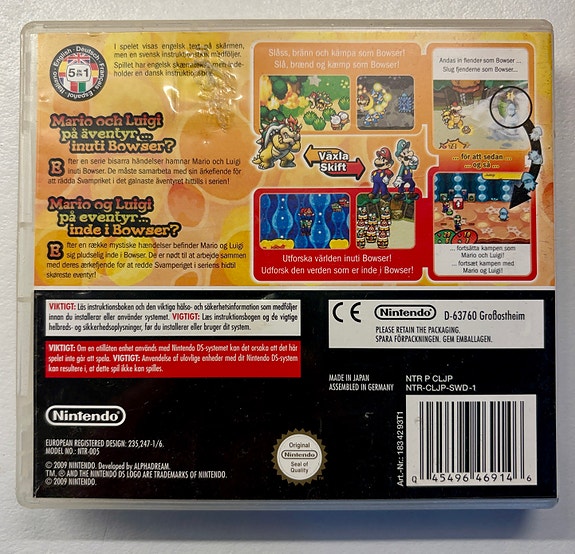 Italiano · English · Deutsch · Français · Español
5 in 1
I spelet visas engelsk text på skärmen,
men en svensk instruktionsbok medföljer.
Spillet har engelsk skærmtekst, men inde-
holder en dansk instruktionsbog.
Mario och Luigi
på äventyr...
inuti Bowser?
Efter en serie bisarra händelser hamnar Mario och Luigi
inuti Bowser. De måste samarbeta med sin ärkefiende för
att rädda Svampriket i det galnaste äventyret hittills i serien!
Mario og Luigi
på eventyr...
inde i Bowser?
Efter en række mystiske hændelser befinder Mario og Luigi
sig pludselig inde i Bowser. De er nødt til at arbejde sammen
med deres ærkefjende for at redde Svamperiget i seriens hidtil
skøreste eventyr!
Slåss, bränn och kämpa som Bowser!
Slå, brænd og kæmp som Bowser!
Växla
Skift
Utforska världen inuti Bowser!
Udforsk den verden som er inde i Bowser!
Andas in fiender som Bowser ...
Slug fjenderne som Bowser...
... för att sedan ...
... og så ...
... fortsätta kampen som
Mario och Luigi!
... fortsæt kampen med
Mario og Luigi!
VIKTIGT: Läs instruktionsboken och den viktiga hälso- och säkerhetsinformation som medföljer
innan du installerar eller använder systemet. VIGTIGT: Læs instruktionsbogen og de vigtige
helbreds- og sikkerhedsoplysninger, før du installerer eller bruger dit system.
VIKTIGT: Om en otillåten enhet används med Nintendo DS-systemet kan det orsaka att det här
spelet inte går att spela. VIGTIGT: Anvendelse af ulovlige enheder med dit Nintendo DS-system
kan resultere i, at dette spil ikke kan spilles.
CE
Nintendo
D-63760 Großostheim
PLEASE RETAIN THE PACKAGING.
SPARA FÖRPACKNINGEN. GEM EMBALLAGEN.
MADE IN JAPAN
ASSEMBLED IN GERMANY
NTR P CLJP
NTR-CLJP-SWD-1
Art.-Nr.: 1834293T1
0 45496 46914 6
Nintendo
EUROPEAN REGISTERED DESIGN: 235,247-1/6.
MODEL NO.: NTR-005
© 2009 NINTENDO. Developed by ALPHADREAM.
TM, ® AND THE NINTENDO DS LOGO ARE TRADEMARKS OF NINTENDO.
© 2009 NINTENDO.
Original
Nintendo
Seal of
Quality